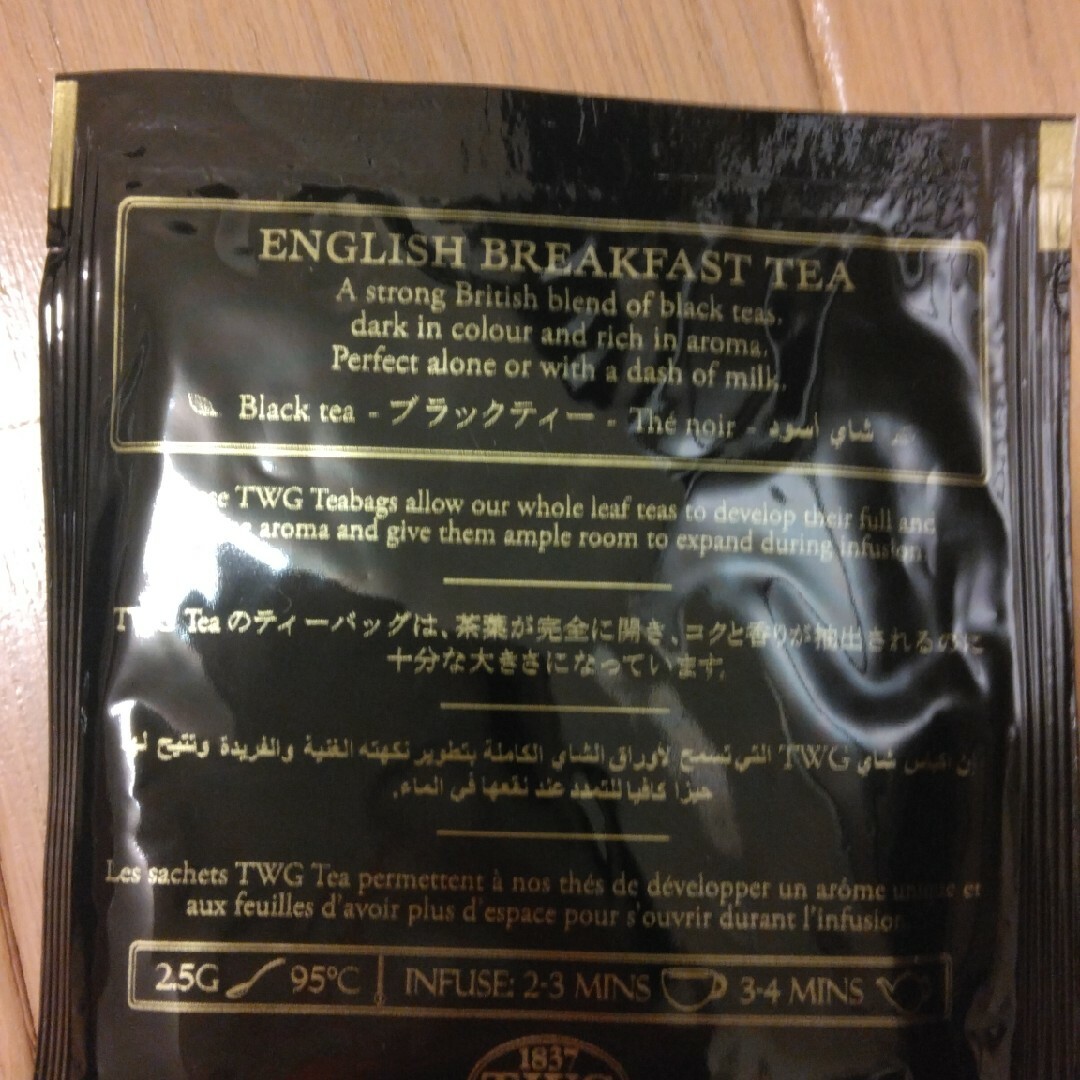 ENGLISH BREAKFAST TEA
A strong British blend of black teas,
dark in colour and rich in aroma.
Perfect alone or with a dash of milk.
Black tea - ブラックティー - Thé noir - شاي أسود
TWG Teabags allow our whole leaf teas to develop their full and
aroma and give them ample room to expand during infusion.
Tea のティーバッグは、茶葉が完全に開き、コクと香りが抽出されるのに
十分な大きさになっています。
شاي TWG التي تسمح لأوراق الشاي الكاملة بتطوير نكهته الغنية والفريدة وتتيح لها
حيزا كافيا للتمدد عند نقعها في الماء.
Les sachets TWG Tea permettent à nos thés de développer un arôme unique et
aux feuilles d'avoir plus d'espace pour s'ouvrir durant l'infusion
2.5G 95°C INFUSE: 2-3 MINS 3-4 MINS
1837
TWG